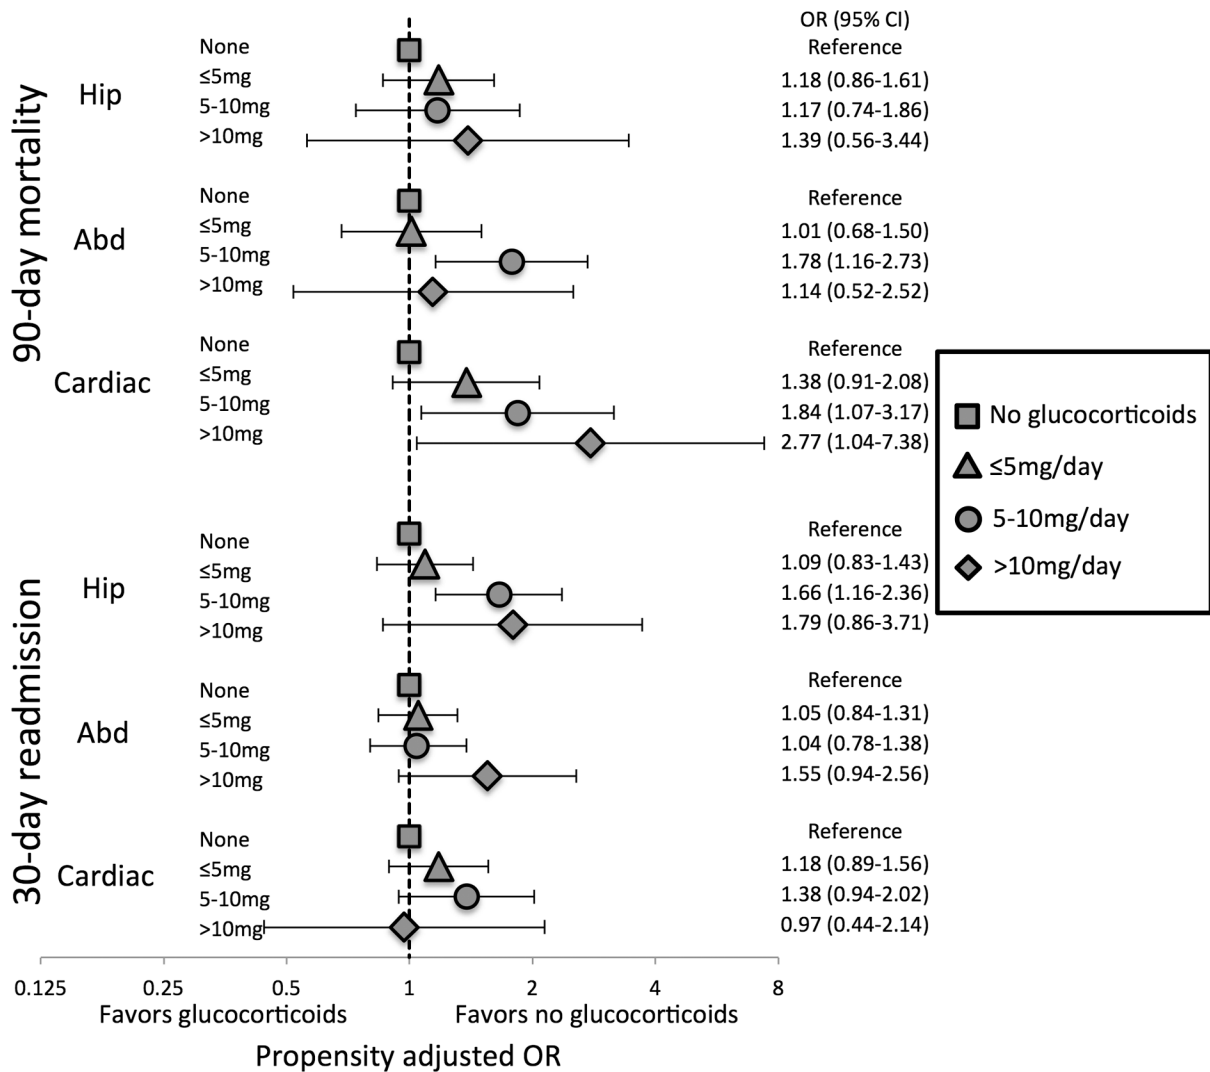 OR (95% CI)
90-day mortality
Hip
None Reference
≤5mg 1.18 (0.86-1.61)
5-10mg 1.17 (0.74-1.86)
>10mg 1.39 (0.56-3.44)
Abd
None Reference
≤5mg 1.01 (0.68-1.50)
5-10mg 1.78 (1.16-2.73)
>10mg 1.14 (0.52-2.52)
Cardiac
None Reference
≤5mg 1.38 (0.91-2.08)
5-10mg 1.84 (1.07-3.17)
>10mg 2.77 (1.04-7.38)
30-day readmission
Hip
None Reference
≤5mg 1.09 (0.83-1.43)
5-10mg 1.66 (1.16-2.36)
>10mg 1.79 (0.86-3.71)
Abd
None Reference
≤5mg 1.05 (0.84-1.31)
5-10mg 1.04 (0.78-1.38)
>10mg 1.55 (0.94-2.56)
Cardiac
None Reference
≤5mg 1.18 (0.89-1.56)
5-10mg 1.38 (0.94-2.02)
>10mg 0.97 (0.44-2.14)
No glucocorticoids
≤5mg/day
5-10mg/day
>10mg/day
0.125 0.25 0.5 1 2 4 8
Favors glucocorticoids Favors no glucocorticoids
Propensity adjusted OR